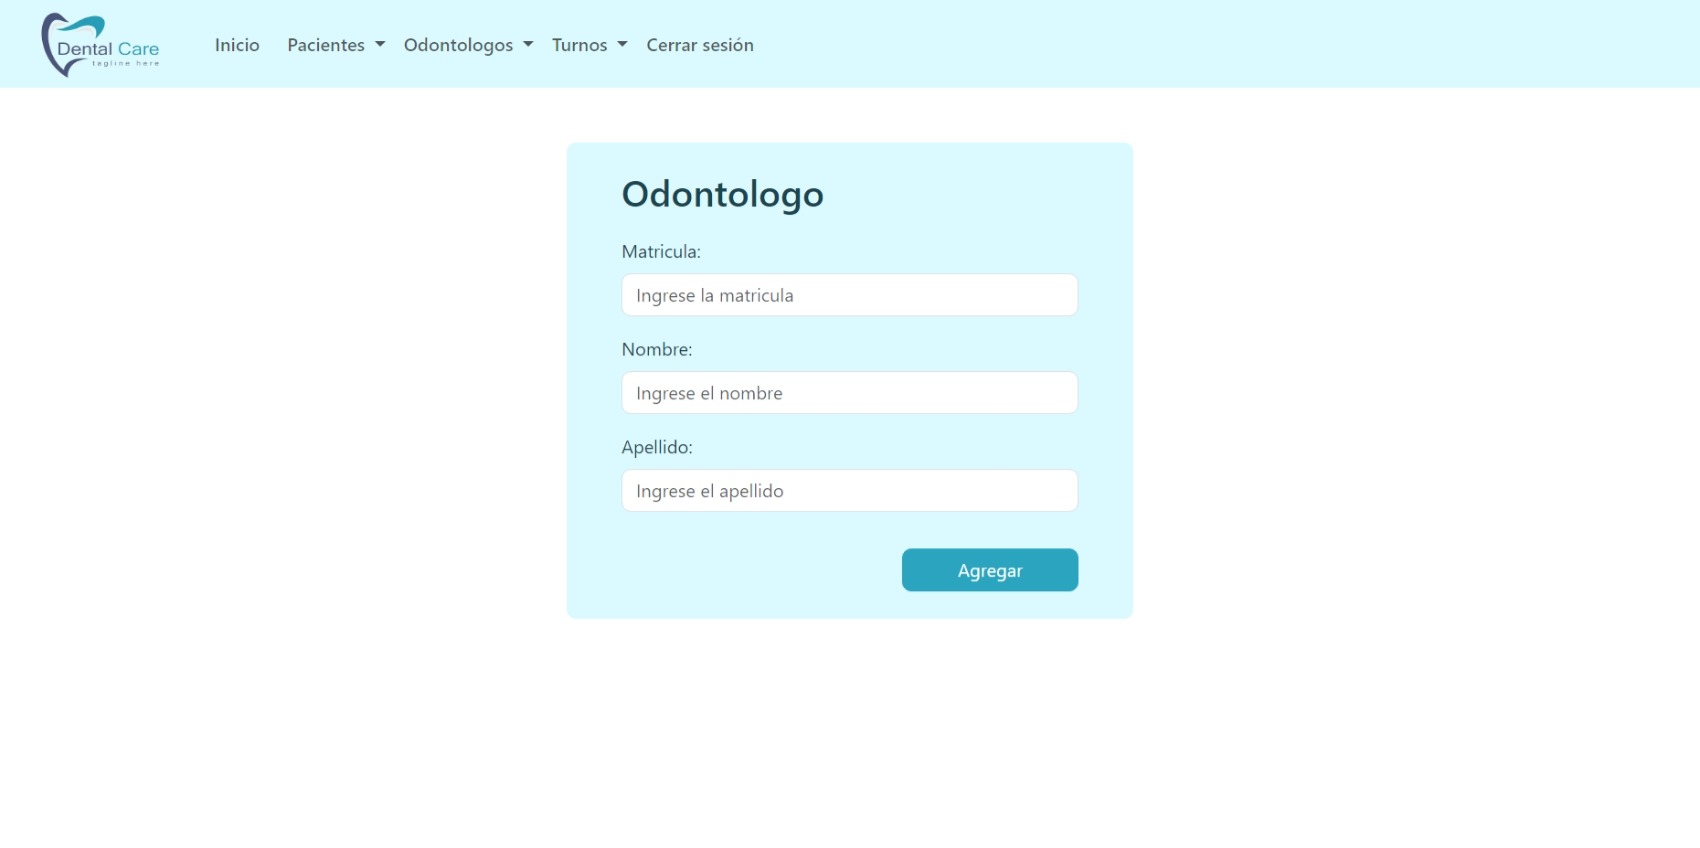 Dental Care
tagline here
Inicio Pacientes Odontologos Turnos Cerrar sesión
Odontologo
Matricula:
Ingrese la matricula
Nombre:
Ingrese el nombre
Apellido:
Ingrese el apellido
Agregar